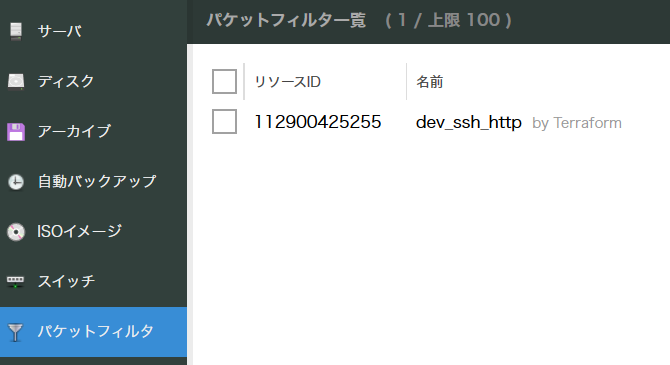 サーバ
ディスク
アーカイブ
自動バックアップ
ISOイメージ
スイッチ
パケットフィルタ
パケットフィルタ一覧 ( 1 / 上限 100 )
リソースID 名前
112900425255 dev_ssh_http by Terraform